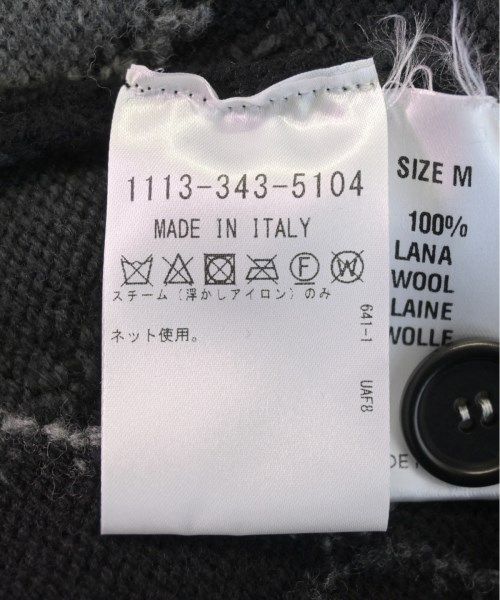 1113-343-5104
MADE IN ITALY
F
W
スチーム(浮かしアイロン)のみ
ネット使用。
641-1
UAF8
SIZE M
100%
LANA
WOOL
LAINE
WOLLE